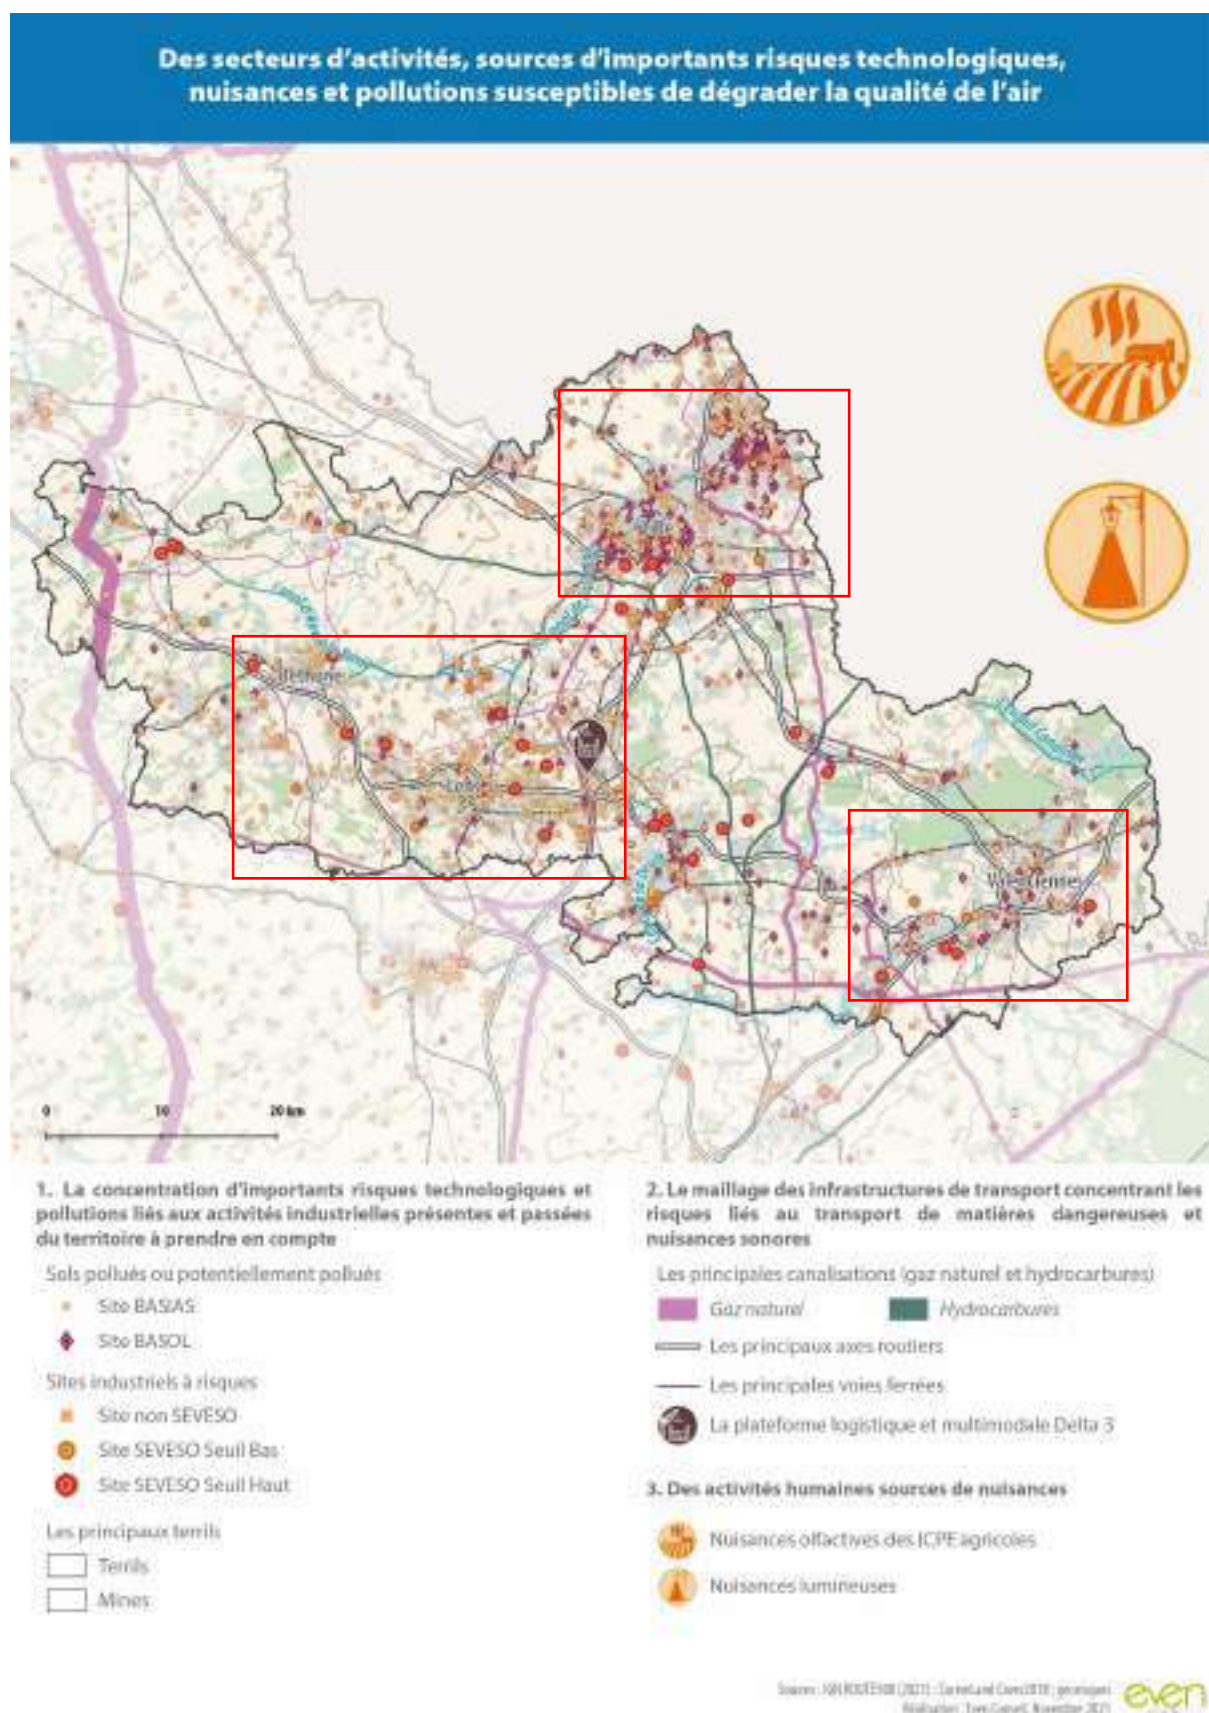 Des secteurs d'activités, sources d'importants risques technologiques,
nuisances et pollutions susceptibles de dégrader la qualité de l'air
Béthune
Lens
Valenciennes
0 10 20 km
1. La concentration d'importants risques technologiques et
pollutions liés aux activités industrielles présentes et passées
du territoire à prendre en compte
Sols pollués ou potentiellement pollués
Site BASIAS
Site BASOL
Sites industriels à risques
Site non SEVESO
Site SEVESO Seuil Bas
Site SEVESO Seuil Haut
Les principaux terrils
Terrils
Mines
2. Le maillage des infrastructures de transport concentrant les
risques liés au transport de matières dangereuses et
nuisances sonores
Les principales canalisations (gaz naturel et hydrocarbures)
Gaz naturel
Hydrocarbures
Les principaux axes routiers
Les principales voies ferrées
La plateforme logistique et multimodale Delta 3
3. Des activités humaines sources de nuisances
Nuisances olfactives des ICPE agricoles
Nuisances lumineuses
even